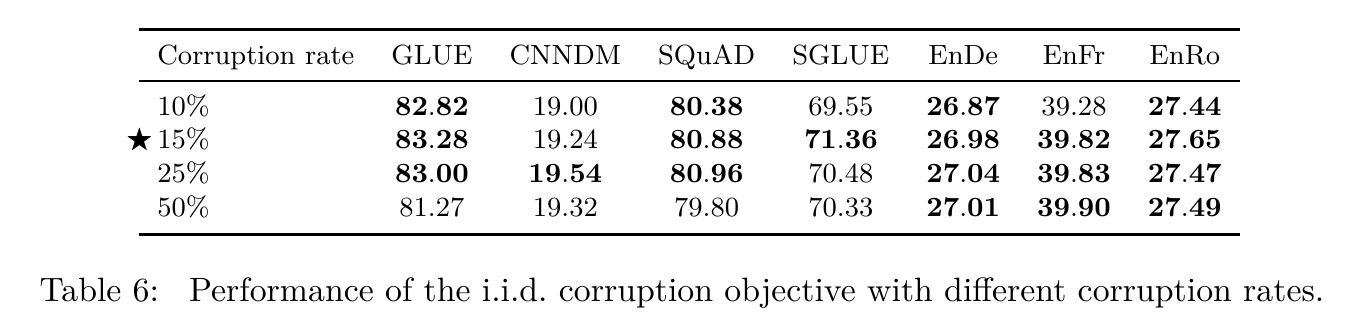 Corruption rate GLUE CNNDM SQuAD SGLUE EnDe EnFr EnRo
10% 82.82 19.00 80.38 69.55 26.87 39.28 27.44
★ 15% 83.28 19.24 80.88 71.36 26.98 39.82 27.65
25% 83.00 19.54 80.96 70.48 27.04 39.83 27.47
50% 81.27 19.32 79.80 70.33 27.01 39.90 27.49
Table 6: Performance of the i.i.d. corruption objective with different corruption rates.